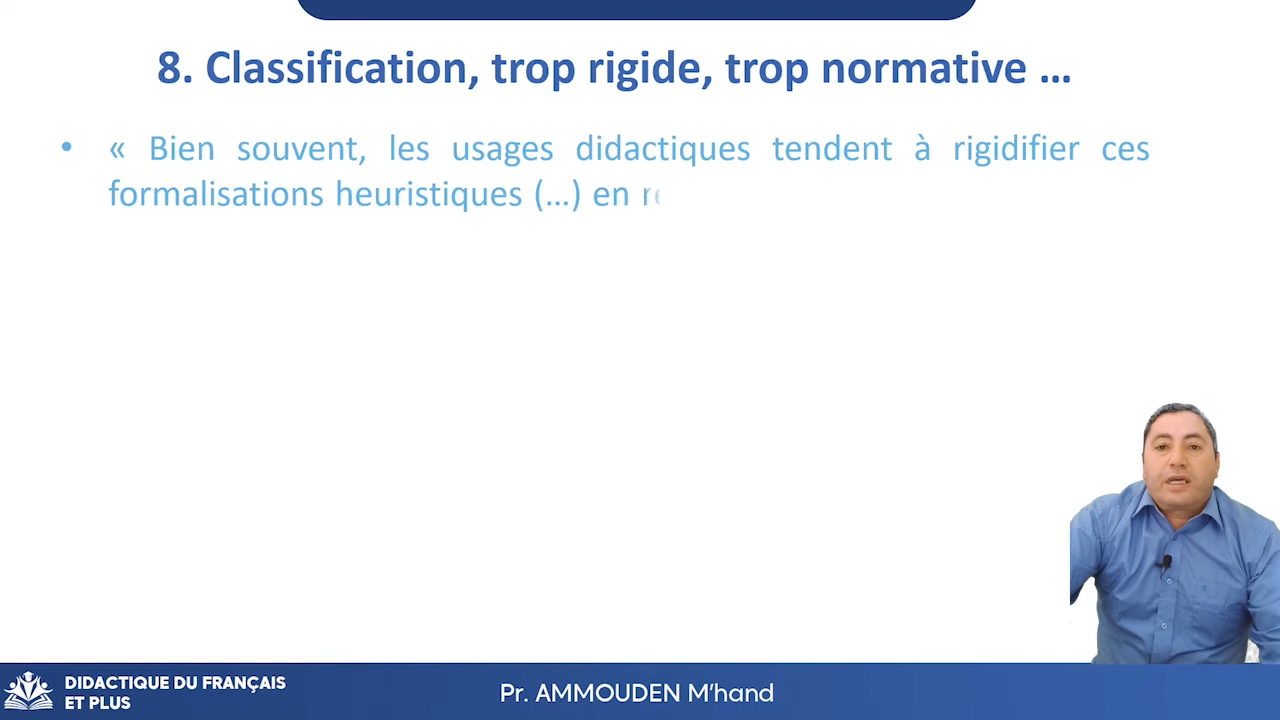 8. Classification, trop rigide, trop normative ...
• « Bien souvent, les usages didactiques tendent à rigidifier ces
formalisations heuristiques (...) en
DIDACTIQUE DU FRANÇAIS
ET PLUS
Pr. AMMOUDEN M'hand